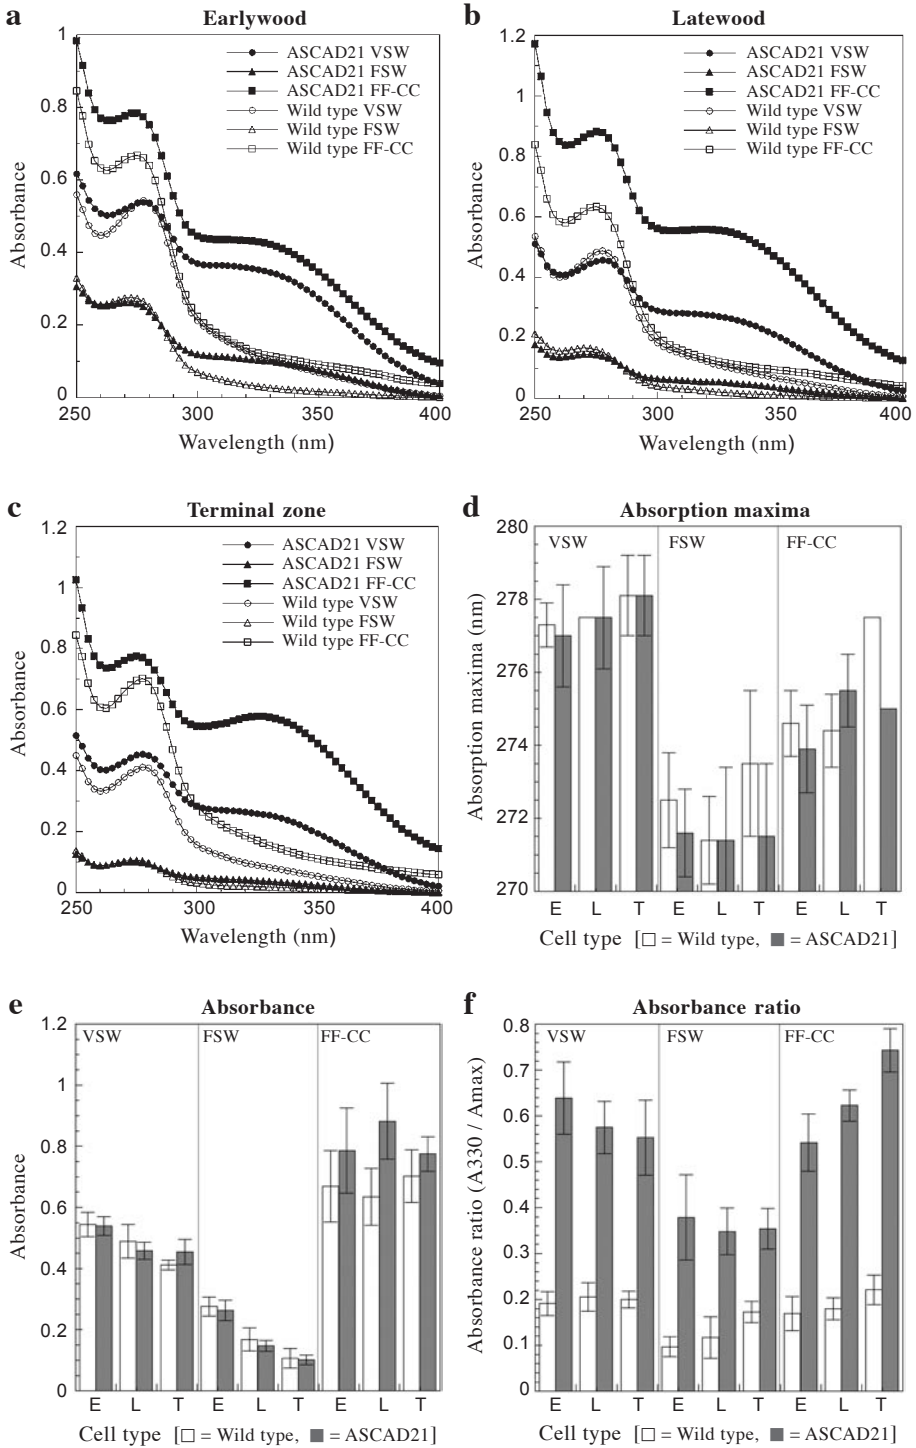 a
Earlywood
1
0.8
0.6
0.4
0.2
0
Absorbance
ASCAD21 VSW
ASCAD21 FSW
ASCAD21 FF-CC
Wild type VSW
Wild type FSW
Wild type FF-CC
250
300
350
400
Wavelength (nm)
b
Latewood
1.2
1
0.8
0.6
0.4
0.2
0
Absorbance
ASCAD21 VSW
ASCAD21 FSW
ASCAD21 FF-CC
Wild type VSW
Wild type FSW
Wild type FF-CC
250
300
350
400
Wavelength (nm)
c
Terminal zone
1.2
1
0.8
0.6
0.4
0.2
0
Absorbance
ASCAD21 VSW
ASCAD21 FSW
ASCAD21 FF-CC
Wild type VSW
Wild type FSW
Wild type FF-CC
250
300
350
400
Wavelength (nm)
d
Absorption maxima
280
278
276
274
272
270
Absorption maxima (nm)
VSW
FSW
FF-CC
E L T E L T E L T
Cell type [□ = Wild type, ■ = ASCAD21]
e
Absorbance
1.2
1
0.8
0.6
0.4
0.2
0
Absorbance
VSW
FSW
FF-CC
E L T E L T E L T
Cell type [□ = Wild type, ■ = ASCAD21]
f
Absorbance ratio
0.8
0.7
0.6
0.5
0.4
0.3
0.2
0.1
0
Absorbance ratio (A330 / Amax)
VSW
FSW
FF-CC
E L T E L T E L T
Cell type [□ = Wild type, ■ = ASCAD21]